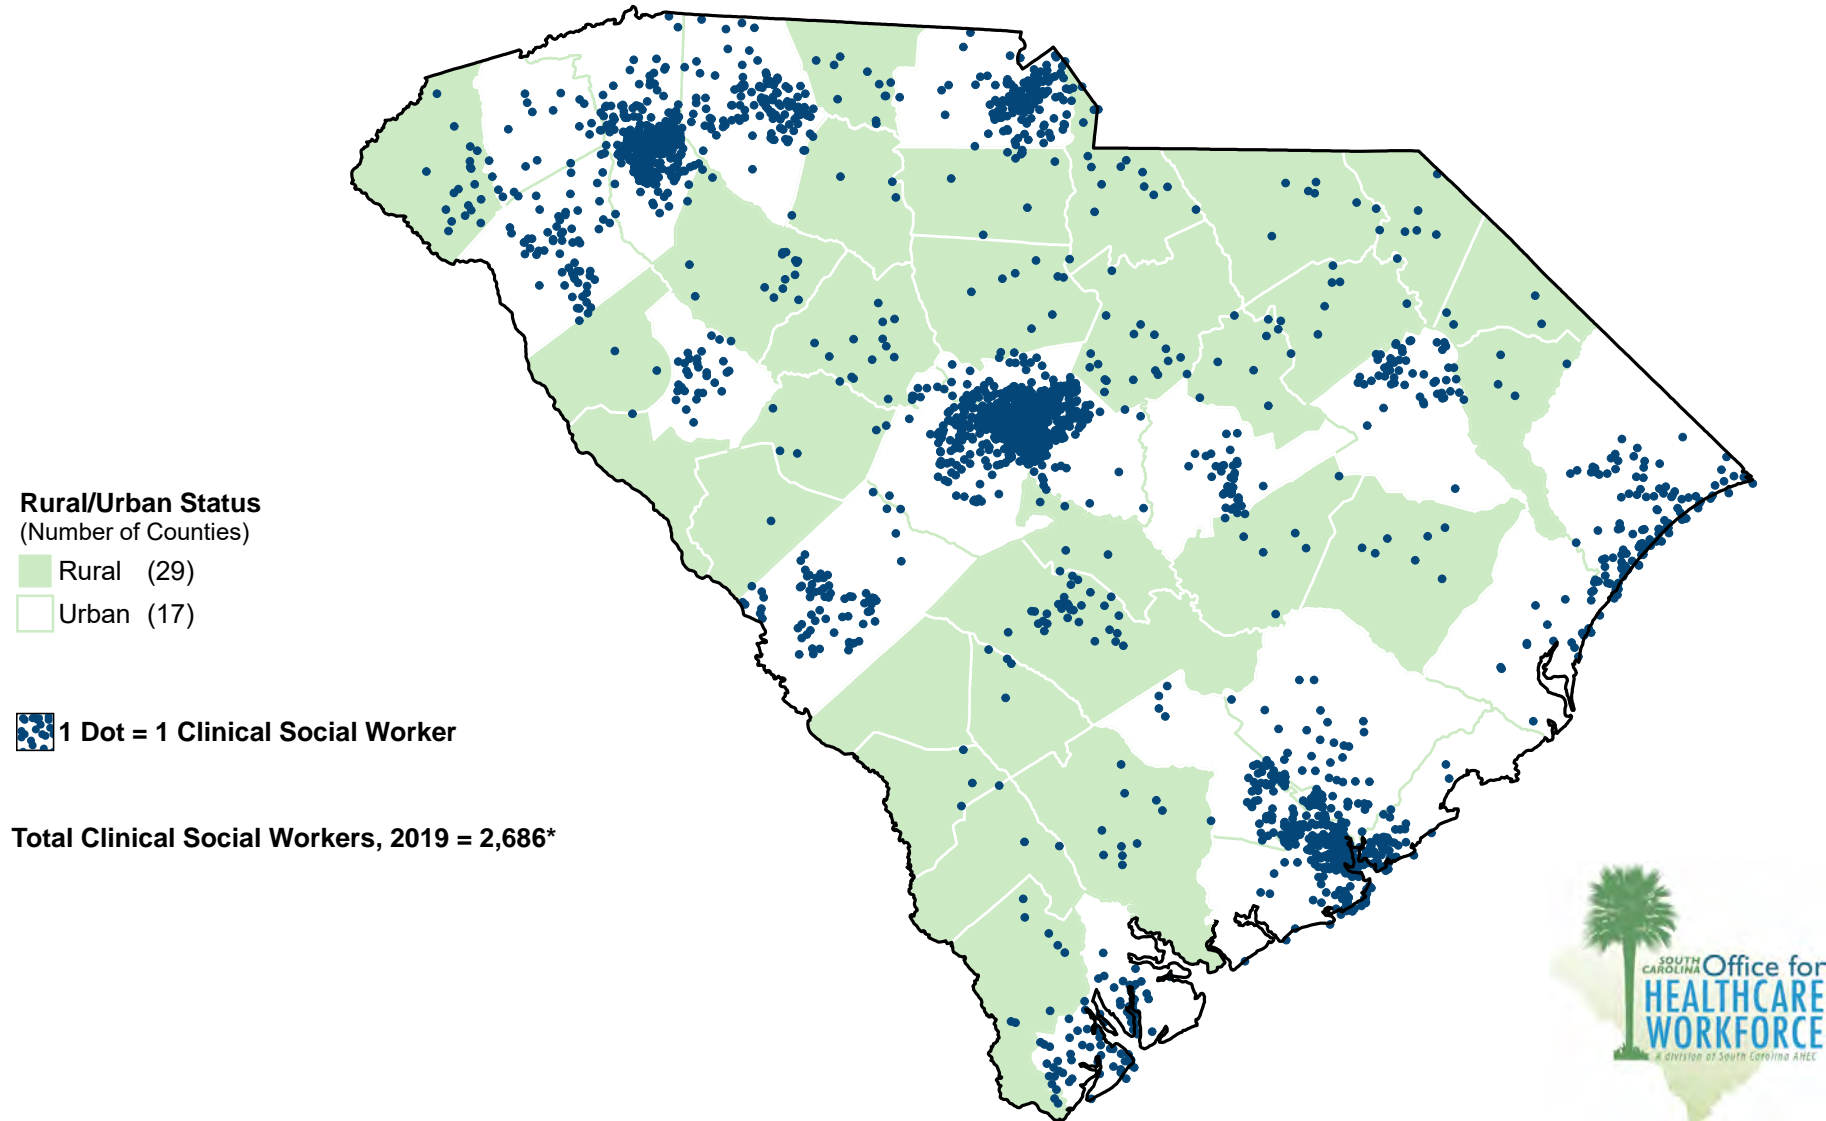 Rural/Urban Status
(Number of Counties)
Rural (29)
Urban (17)
1 Dot = 1 Clinical Social Worker
Total Clinical Social Workers, 2019 = 2,686*
SOUTH
CAROLINA Office for
HEALTHCARE
WORKFORCE
A division of South Carolina AHEC